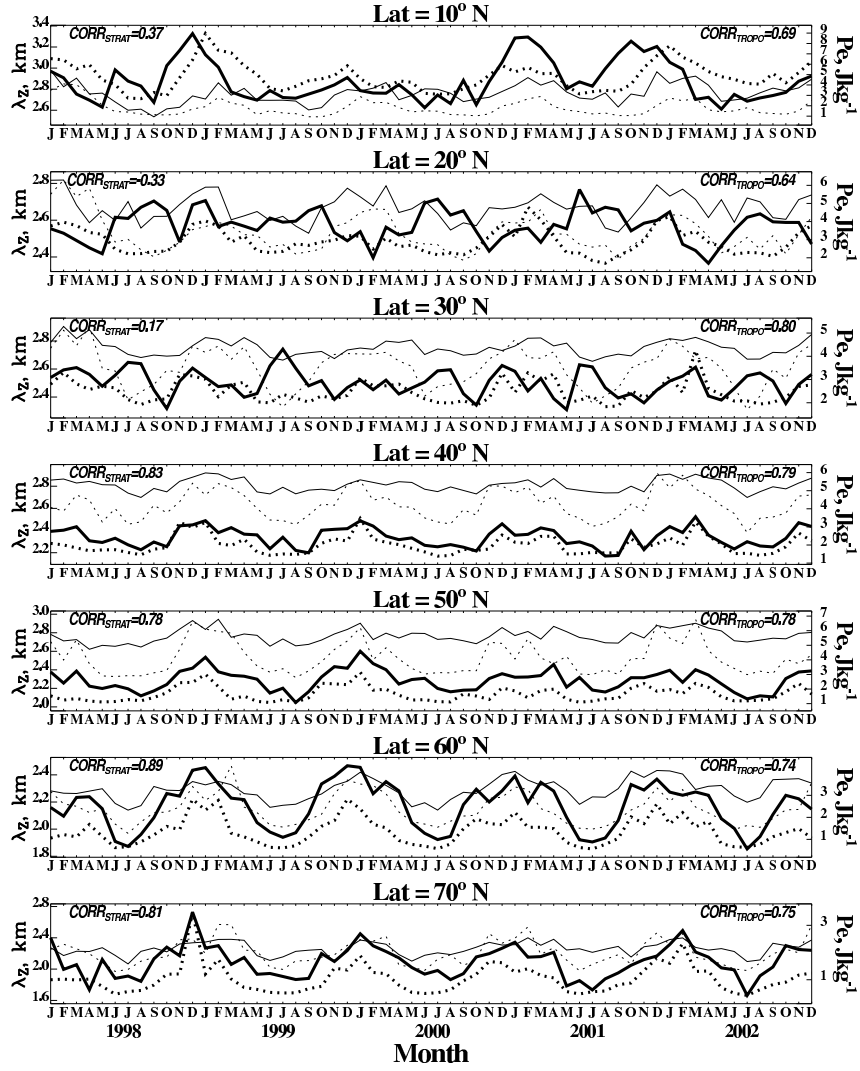 Lat = 10° N
CORR_STRAT=0.37
CORR_TROPO=0.69
λz, km
3.4
3.2
3.0
2.8
2.6
9
8
7
6
5
4
3
2
1
Pe, Jkg⁻¹
J F M A M J J A S O N D J F M A M J J A S O N D J F M A M J J A S O N D J F M A M J J A S O N D J F M A M J J A S O N D
Lat = 20° N
CORR_STRAT=-0.33
CORR_TROPO=0.64
λz, km
2.8
2.6
2.4
6
5
4
3
2
Pe, Jkg⁻¹
J F M A M J J A S O N D J F M A M J J A S O N D J F M A M J J A S O N D J F M A M J J A S O N D J F M A M J J A S O N D
Lat = 30° N
CORR_STRAT=0.17
CORR_TROPO=0.80
λz, km
2.8
2.6
2.4
5
4
3
2
Pe, Jkg⁻¹
J F M A M J J A S O N D J F M A M J J A S O N D J F M A M J J A S O N D J F M A M J J A S O N D J F M A M J J A S O N D
Lat = 40° N
CORR_STRAT=0.83
CORR_TROPO=0.79
λz, km
2.8
2.6
2.4
2.2
6
5
4
3
2
1
Pe, Jkg⁻¹
J F M A M J J A S O N D J F M A M J J A S O N D J F M A M J J A S O N D J F M A M J J A S O N D J F M A M J J A S O N D
Lat = 50° N
CORR_STRAT=0.78
CORR_TROPO=0.78
λz, km
3.0
2.8
2.6
2.4
2.2
2.0
7
6
5
4
3
2
1
Pe, Jkg⁻¹
J F M A M J J A S O N D J F M A M J J A S O N D J F M A M J J A S O N D J F M A M J J A S O N D J F M A M J J A S O N D
Lat = 60° N
CORR_STRAT=0.89
CORR_TROPO=0.74
λz, km
2.4
2.2
2.0
1.8
3
2
1
Pe, Jkg⁻¹
J F M A M J J A S O N D J F M A M J J A S O N D J F M A M J J A S O N D J F M A M J J A S O N D J F M A M J J A S O N D
Lat = 70° N
CORR_STRAT=0.81
CORR_TROPO=0.75
λz, km
2.8
2.4
2.0
1.6
3
1
Pe, Jkg⁻¹
J F M A M J J A S O N D J F M A M J J A S O N D J F M A M J J A S O N D J F M A M J J A S O N D J F M A M J J A S O N D
1998 1999 2000 2001 2002
Month